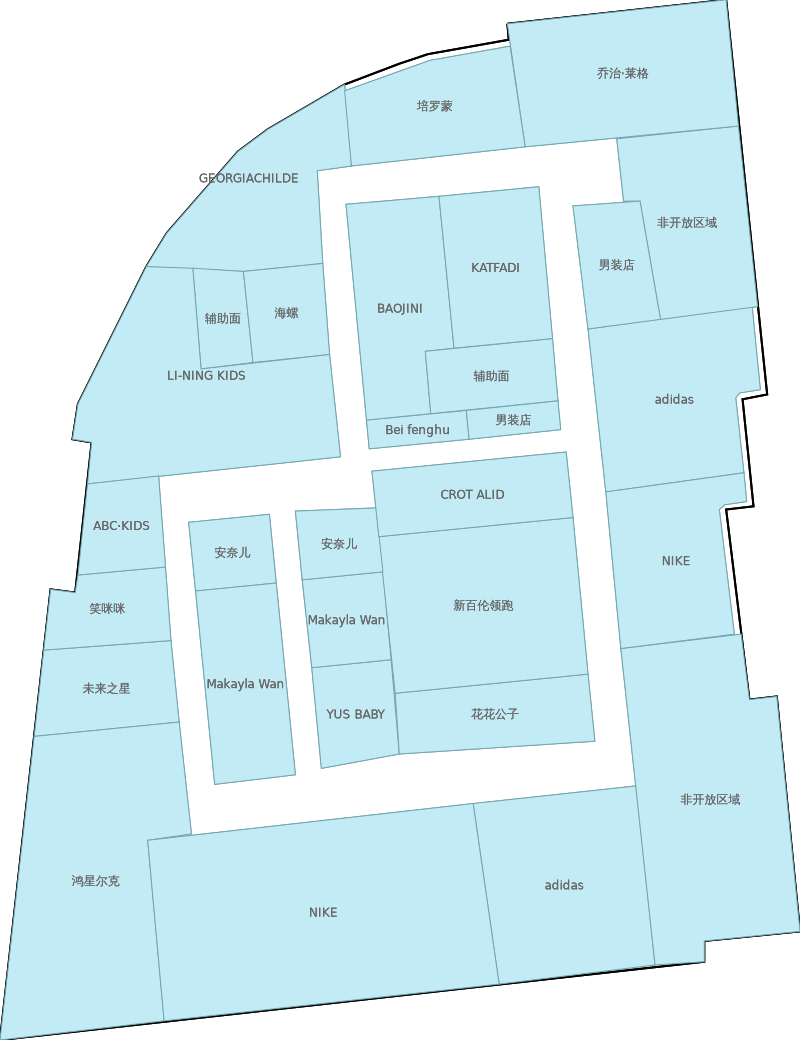 乔治·莱格
培罗蒙
GEORGIACHILDE
非开放区域
男装店
KATFADI
BAOJINI
海螺
辅助面
LI-NING KIDS
辅助面
adidas
男装店
Bei fenghu
CROT ALID
ABC·KIDS
安奈儿
安奈儿
NIKE
新百伦领跑
笑咪咪
Makayla Wan
Makayla Wan
未来之星
YUS BABY
花花公子
非开放区域
鸿星尔克
adidas
NIKE